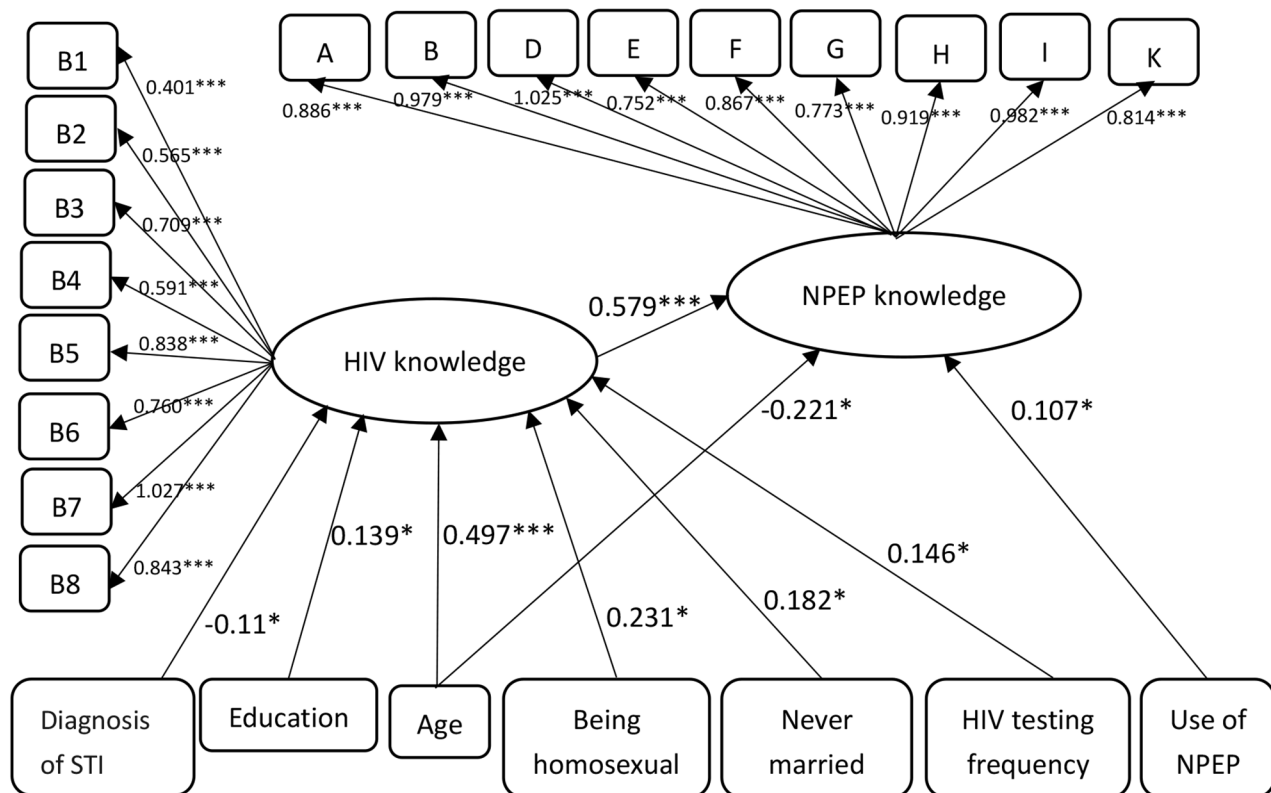 B1
B2
B3
B4
B5
B6
B7
B8
0.401***
0.565***
0.709***
0.591***
0.838***
0.760***
1.027***
0.843***
A
B
D
E
F
G
H
I
K
0.886***
0.979***
1.025***
0.752***
0.867***
0.773***
0.919***
0.982***
0.814***
HIV knowledge
0.579***
NPEP knowledge
-0.11*
0.139*
0.497***
0.231*
-0.221*
0.182*
0.146*
0.107*
Diagnosis
of STI
Education
Age
Being
homosexual
Never
married
HIV testing
frequency
Use of
NPEP